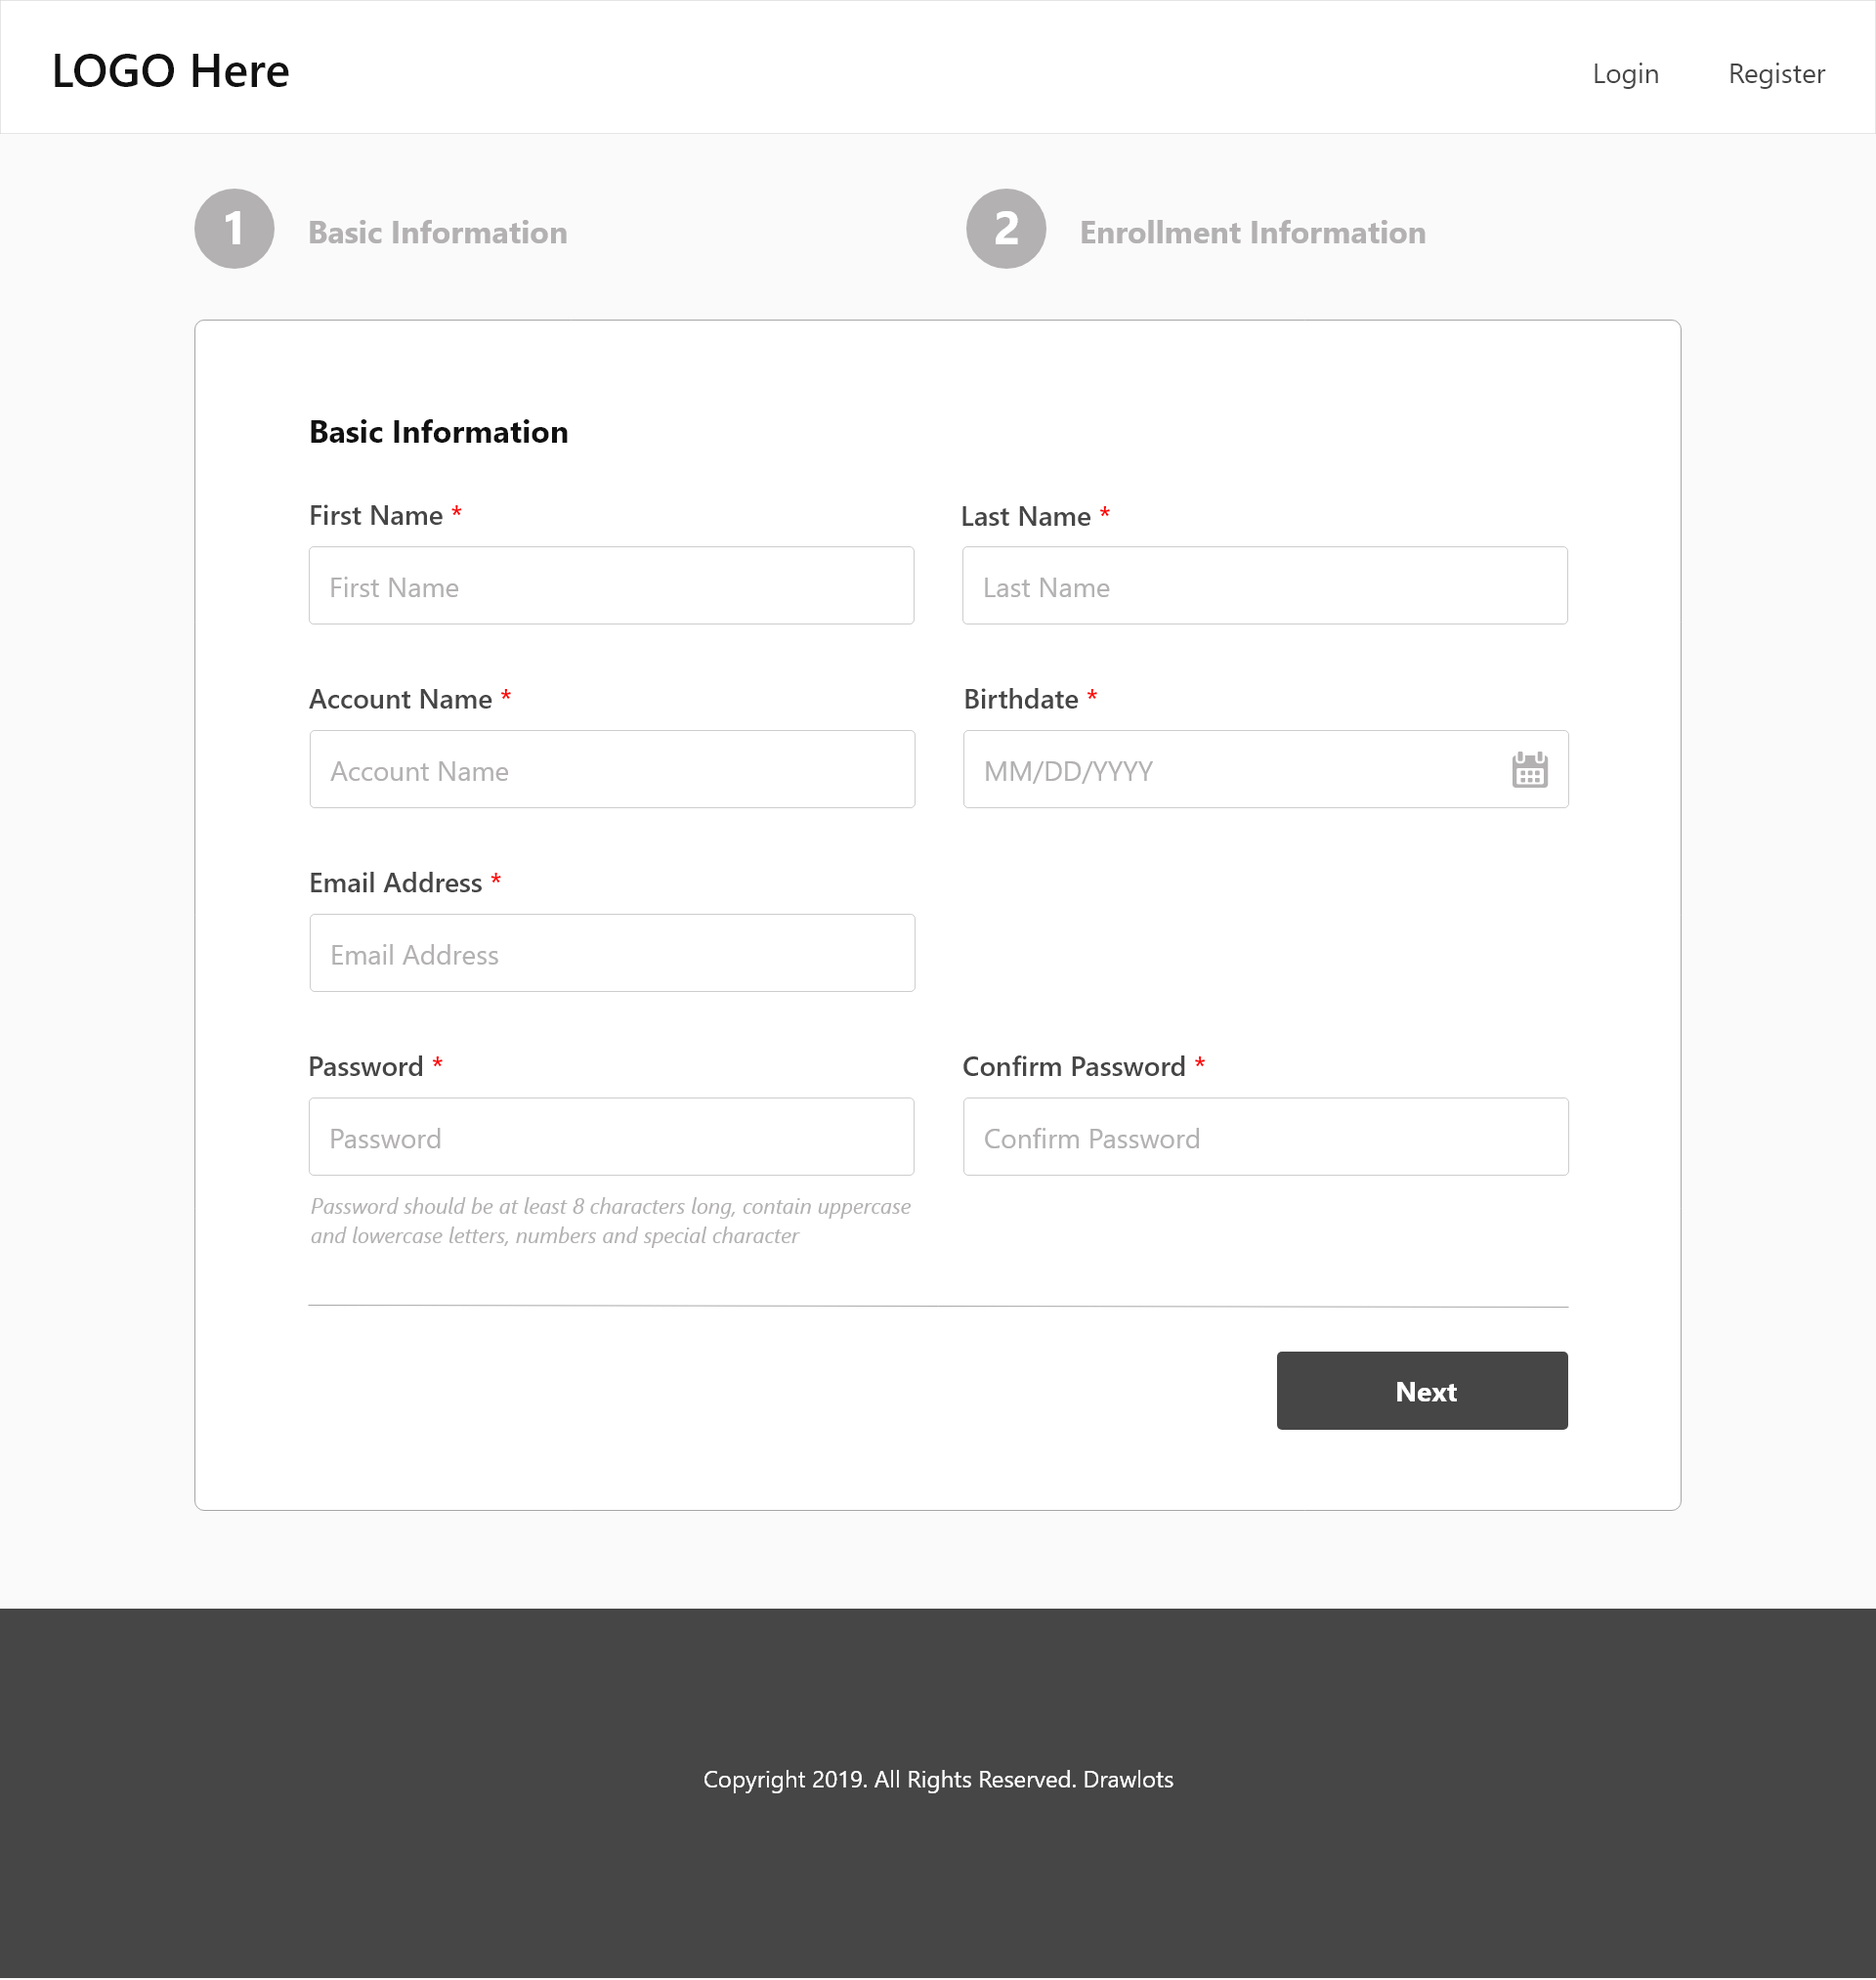 LOGO Here
Login
Register
1
Basic Information
2
Enrollment Information
Basic Information
First Name *
Last Name *
First Name
Last Name
Account Name *
Birthdate *
Account Name
MM/DD/YYYY
Email Address *
Email Address
Password *
Confirm Password *
Password
Confirm Password
Password should be at least 8 characters long, contain uppercase
and lowercase letters, numbers and special character
Next
Copyright 2019. All Rights Reserved. Drawlots